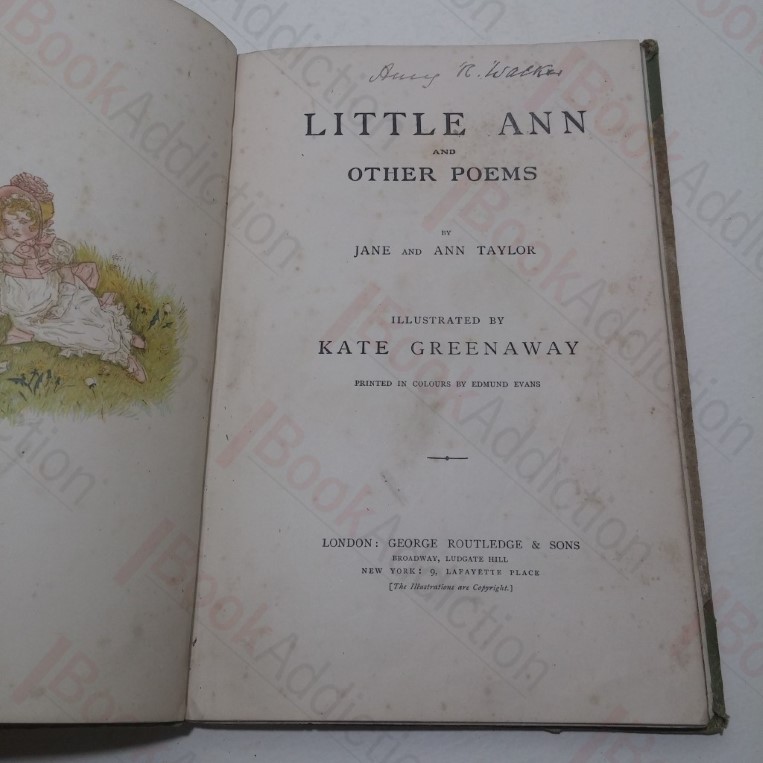 Amy R. Walker
LITTLE ANN
AND
OTHER POEMS
BY
JANE AND ANN TAYLOR
ILLUSTRATED BY
KATE GREENAWAY
PRINTED IN COLOURS BY EDMUND EVANS
LONDON: GEORGE ROUTLEDGE & SONS
BROADWAY, LUDGATE HILL
NEW YORK: 9, LAFAYETTE PLACE
[The Illustrations are Copyright.]
BookAddiction